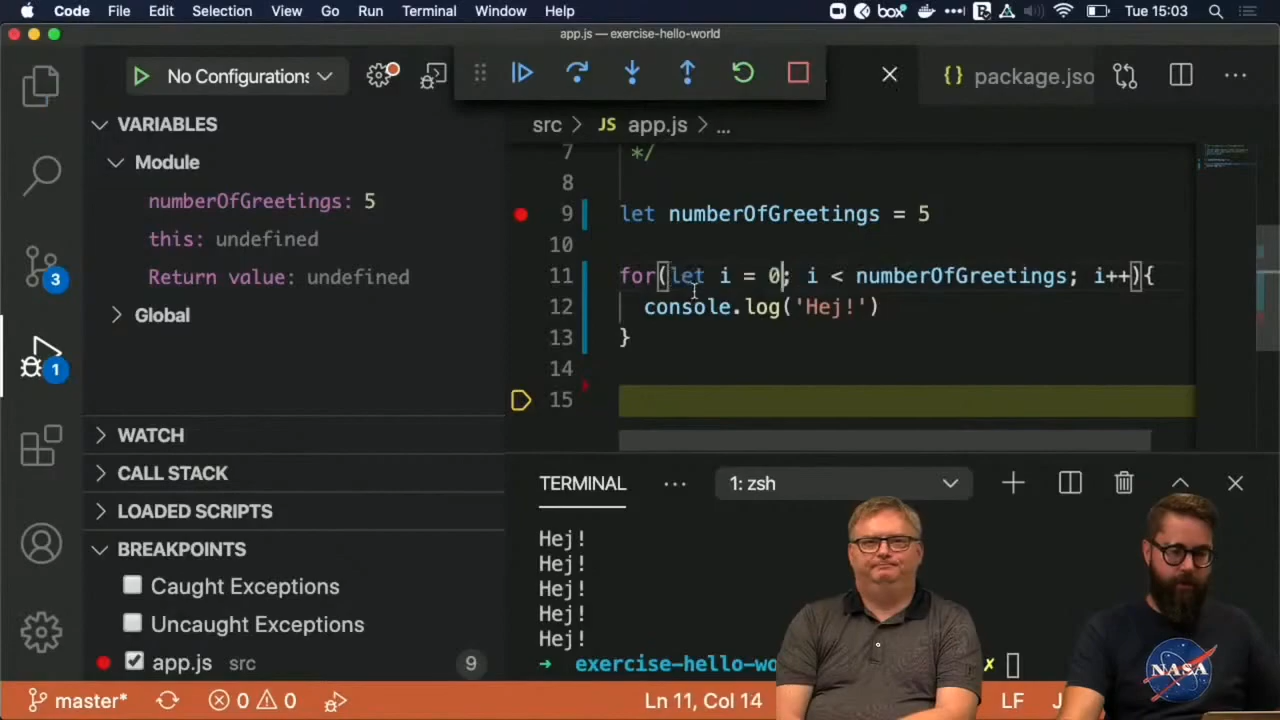 Code File Edit Selection View Go Run Terminal Window Help box Tue 15:03
app.js — exercise-hello-world
No Configurations
package.jso
VARIABLES
Module
numberOfGreetings: 5
this: undefined
Return value: undefined
Global
WATCH
CALL STACK
LOADED SCRIPTS
BREAKPOINTS
Caught Exceptions
Uncaught Exceptions
app.js src 9
3
1
src > JS app.js > ...
7 */
8
9 let numberOfGreetings = 5
10
11 for(let i = 0; i < numberOfGreetings; i++){
12 console.log('Hej!')
13 }
14
15
TERMINAL 1: zsh
Hej!
Hej!
Hej!
Hej!
Hej!
→ exercise-hello-wo ✗
NASA
master* 0 0 Ln 11, Col 14 LF J